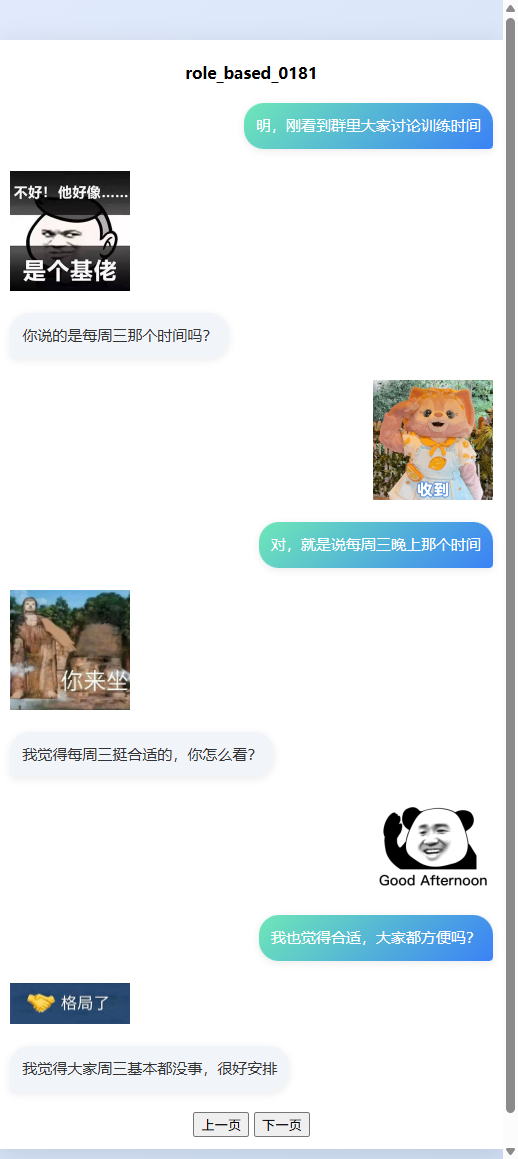 role_based_0181
明，刚看到群里大家讨论训练时间
不好！他好像……
是个基佬
你说的是每周三那个时间吗？
收到
对，就是说每周三晚上那个时间
你来坐
我觉得每周三挺合适的，你怎么看？
Good Afternoon
我也觉得合适，大家都方便吗？
格局了
我觉得大家周三基本都没事，很好安排
上一页 下一页